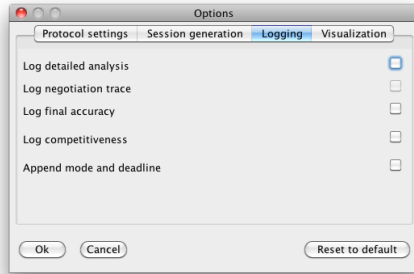 Options
Protocol settings Session generation Logging Visualization
Log detailed analysis
Log negotiation trace
Log final accuracy
Log competitiveness
Append mode and deadline
Ok Cancel Reset to default